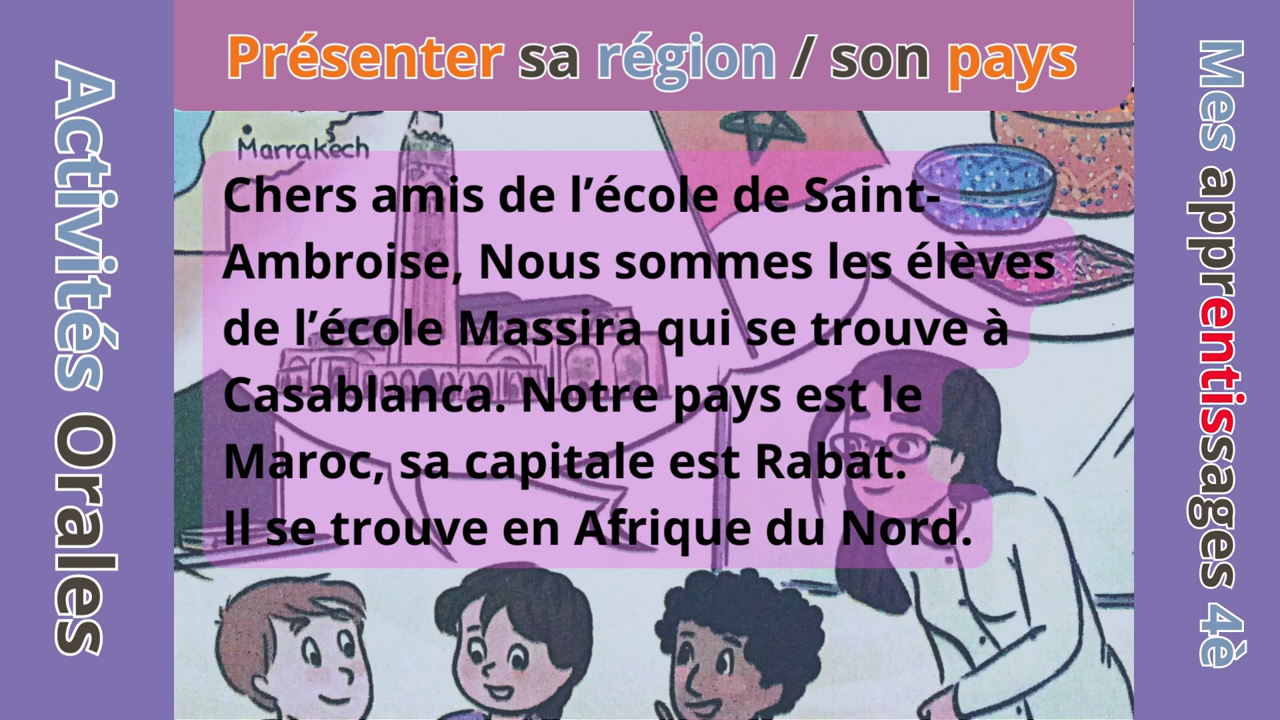 Présenter sa région / son pays
Activités Orales
Marrakech
Chers amis de l’école de Saint-
Ambroise, Nous sommes les élèves
de l’école Massira qui se trouve à
Casablanca. Notre pays est le
Maroc, sa capitale est Rabat.
Il se trouve en Afrique du Nord.
Mes apprentissages 4è